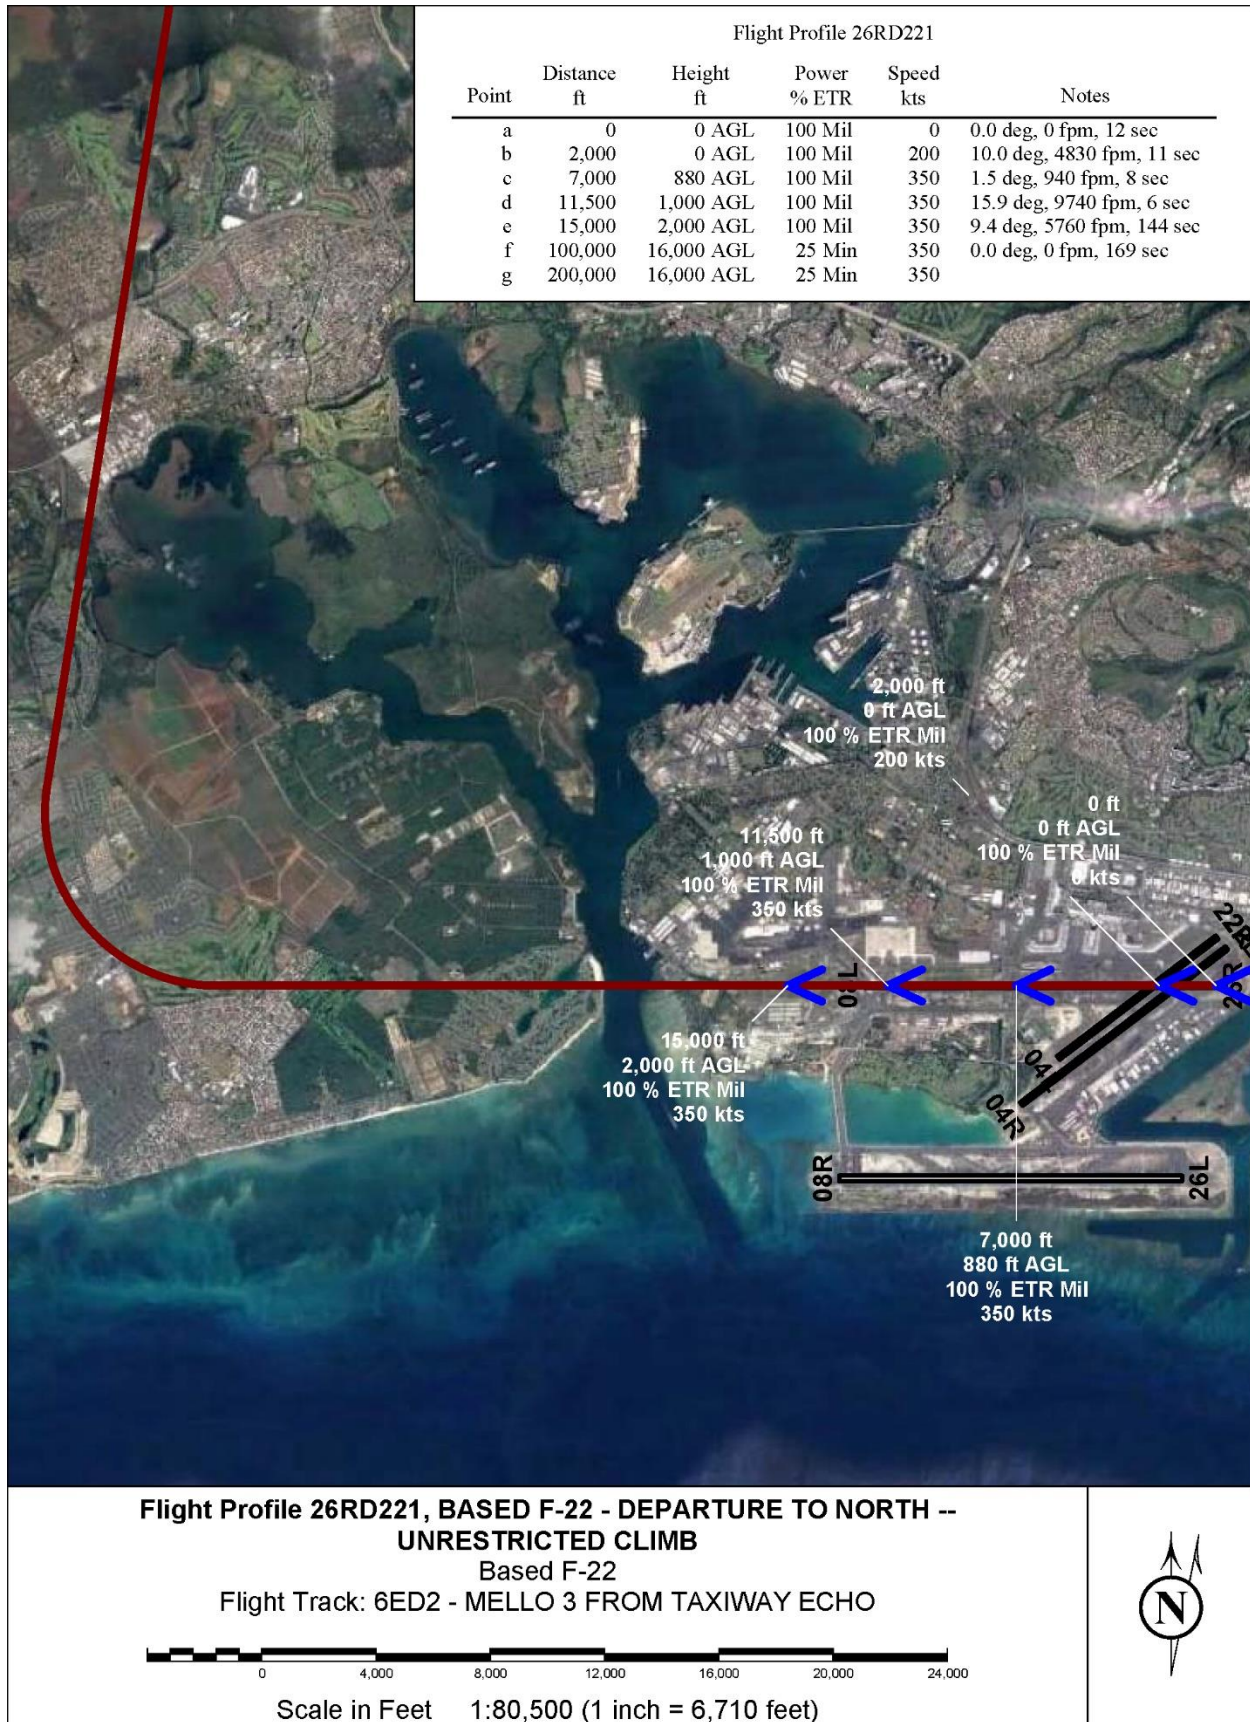 Flight Profile 26RD221
Point Distance ft Height ft Power % ETR Speed kts Notes
a 0 0 AGL 100 Mil 0 0.0 deg, 0 fpm, 12 sec
b 2,000 0 AGL 100 Mil 200 10.0 deg, 4830 fpm, 11 sec
c 7,000 880 AGL 100 Mil 350 1.5 deg, 940 fpm, 8 sec
d 11,500 1,000 AGL 100 Mil 350 15.9 deg, 9740 fpm, 6 sec
e 15,000 2,000 AGL 100 Mil 350 9.4 deg, 5760 fpm, 144 sec
f 100,000 16,000 AGL 25 Min 350 0.0 deg, 0 fpm, 169 sec
g 200,000 16,000 AGL 25 Min 350
2,000 ft
0 ft AGL
100 % ETR Mil
200 kts
0 ft
0 ft AGL
100 % ETR Mil
0 kts
11,500 ft
1,000 ft AGL
100 % ETR Mil
350 kts
08L
26R
15,000 ft
2,000 ft AGL
100 % ETR Mil
350 kts
04R
08R
26L
7,000 ft
880 ft AGL
100 % ETR Mil
350 kts
Flight Profile 26RD221, BASED F-22 - DEPARTURE TO NORTH --
UNRESTRICTED CLIMB
Based F-22
Flight Track: 6ED2 - MELLO 3 FROM TAXIWAY ECHO
0 4,000 8,000 12,000 16,000 20,000 24,000
Scale in Feet 1:80,500 (1 inch = 6,710 feet)
N